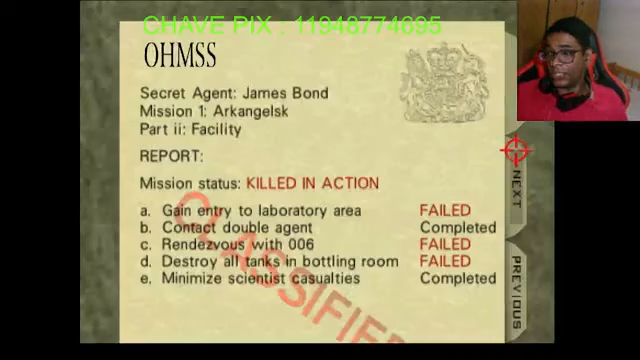 CHAVE PIX : 11948774695
OHMSS
Secret Agent: James Bond
Mission 1: Arkangelsk
Part ii: Facility
REPORT:
Mission status: KILLED IN ACTION
a. Gain entry to laboratory area FAILED
b. Contact double agent Completed
c. Rendezvous with 006 FAILED
d. Destroy all tanks in bottling room FAILED
e. Minimize scientist casualties Completed
CLASSIFIED
NEXT
PREVIOUS